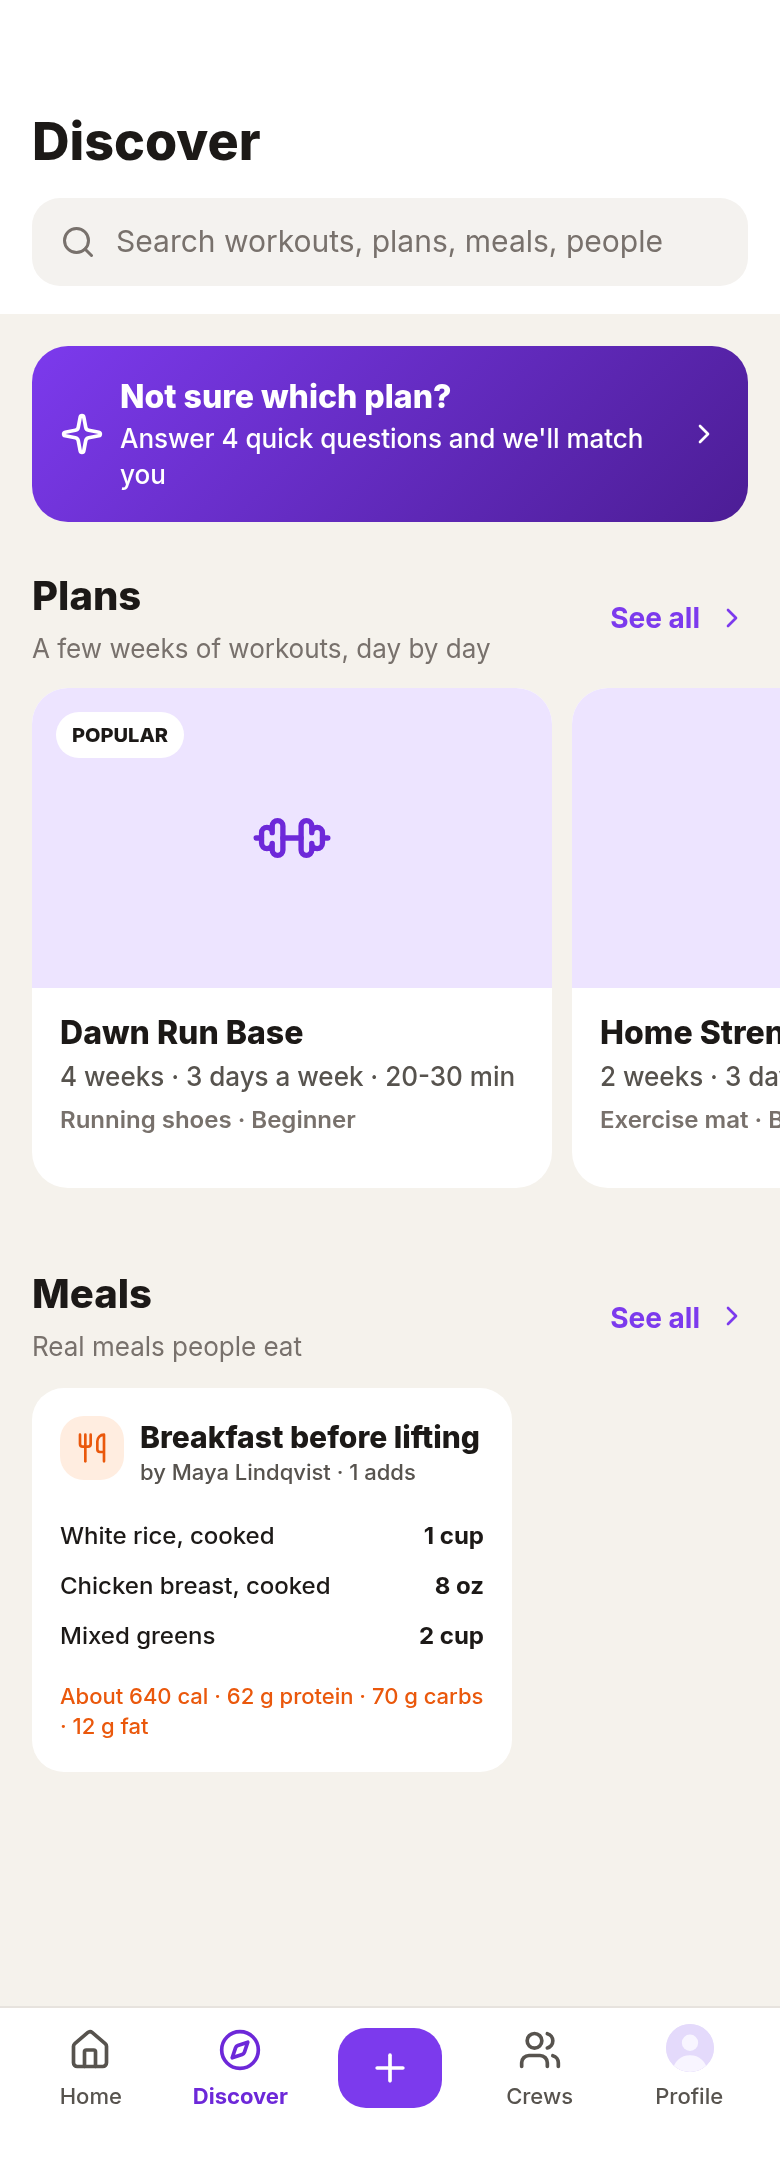 Discover
Search workouts, plans, meals, people
Not sure which plan?
Answer 4 quick questions and we'll match
you
Plans
A few weeks of workouts, day by day
See all
POPULAR
Dawn Run Base
4 weeks · 3 days a week · 20-30 min
Running shoes · Beginner
Home Stren
2 weeks · 3 da
Exercise mat · B
Meals
Real meals people eat
See all
Breakfast before lifting
by Maya Lindqvist · 1 adds
White rice, cooked 1 cup
Chicken breast, cooked 8 oz
Mixed greens 2 cup
About 640 cal · 62 g protein · 70 g carbs
· 12 g fat
Home
Discover
Crews
Profile